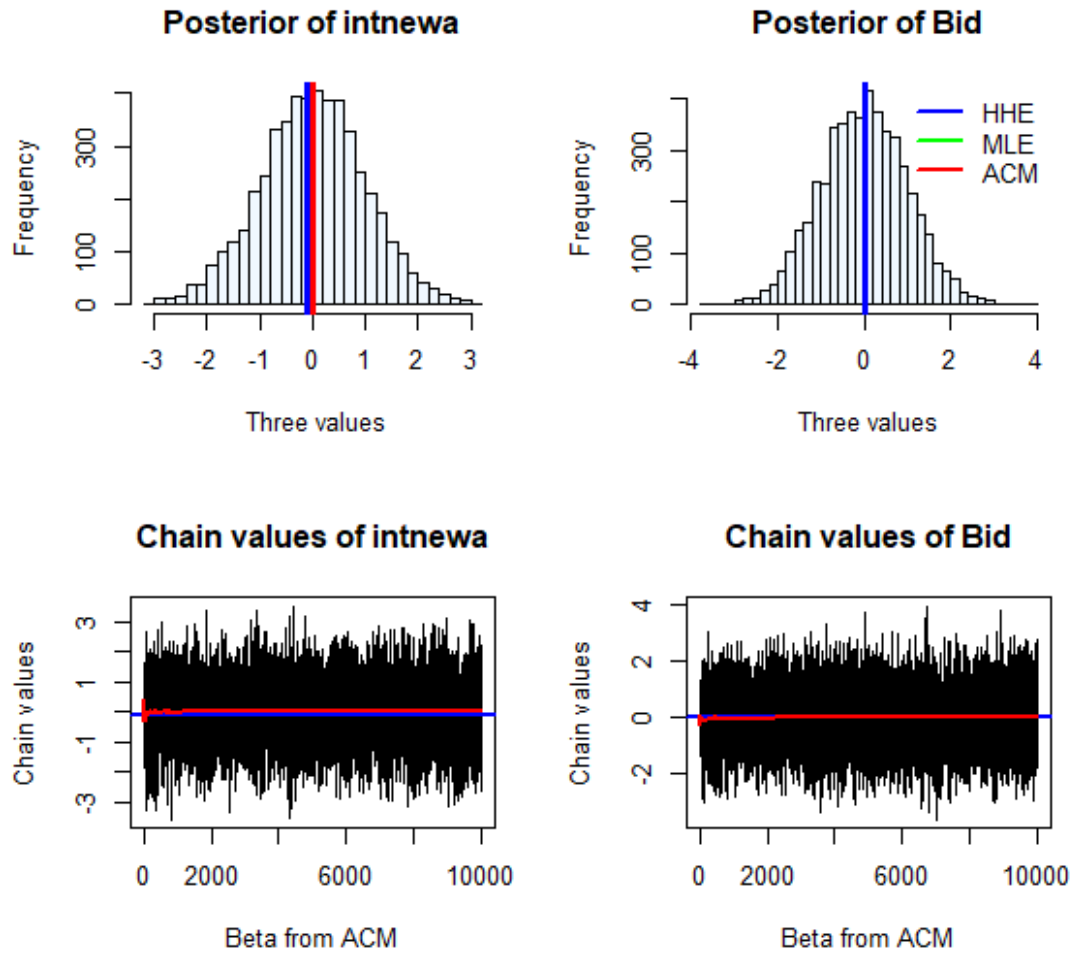 Posterior of intnewa
Frequency
0
100
300
-3
-2
-1
0
1
2
3
Three values
Posterior of Bid
Frequency
0
100
300
HHE
MLE
ACM
-4
-2
0
2
4
Three values
Chain values of intnewa
Chain values
3
1
-1
-3
0
2000
6000
10000
Beta from ACM
Chain values of Bid
Chain values
4
2
0
-2
0
2000
6000
10000
Beta from ACM